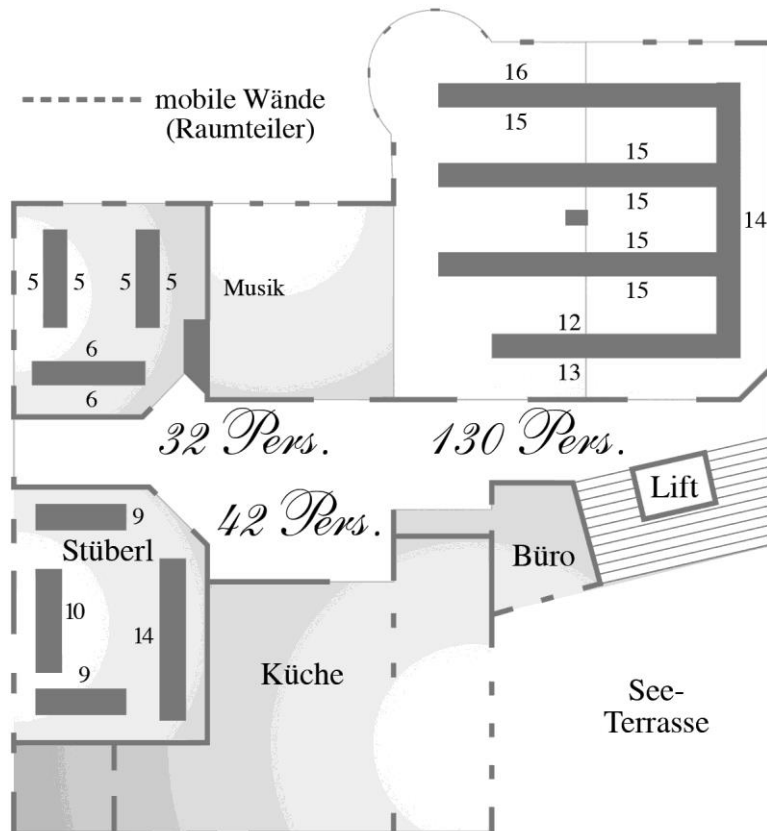 16
mobile Wände
(Raumteiler)
15
15
15
14
15
15
12
13
Musik
5
5
5
5
6
6
32 Pers.
130 Pers.
42 Pers.
Lift
9
Stüberl
Büro
10
14
9
Küche
See-
Terrasse